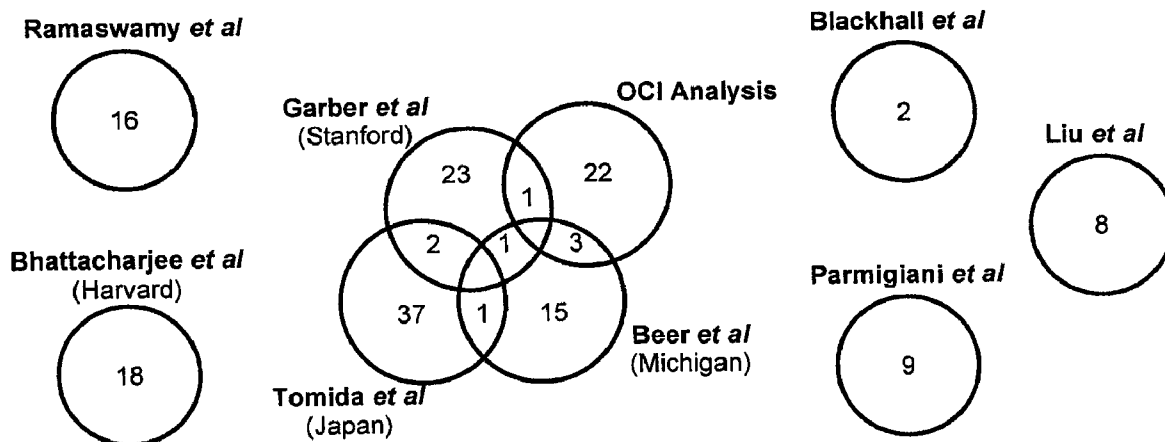 Ramaswamy et al
16
Bhattacharjee et al
(Harvard)
18
Garber et al
(Stanford)
OCI Analysis
23
22
1
2
1
3
37
1
15
Tomida et al
(Japan)
Beer et al
(Michigan)
Blackhall et al
2
Liu et al
8
Parmigiani et al
9